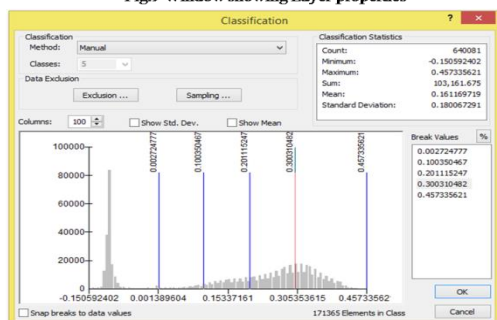 Fig.9 Window showing Layer properties
Classification
? ×
Classification
Method: Manual
Classes: 5
Data Exclusion
Exclusion ... Sampling ...
Classification Statistics
Count: 640081
Minimum: -0.150592402
Maximum: 0.457335621
Sum: 103,161.675
Mean: 0.161169719
Standard Deviation: 0.180067291
Columns: 100 Show Std. Dev. Show Mean
Break Values %
0.002724777
0.100350467
0.201115247
0.300310482
0.457335621
0.002724777
0.100350467
0.201115247
0.300310482
0.457335621
100000
80000
60000
40000
20000
0
-0.150592402 0.001389604 0.15337161 0.305353615 0.45733562
OK
Snap breaks to data values 171365 Elements in Class Cancel